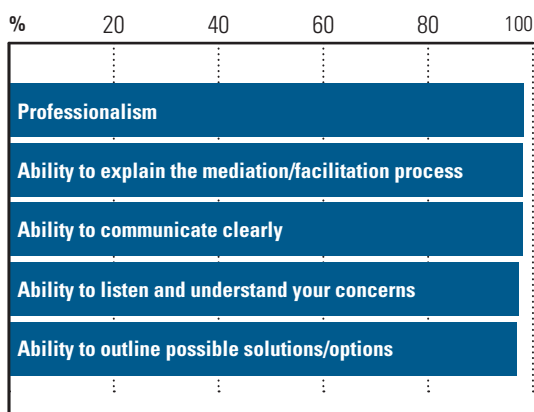 % 20 40 60 80 100
Professionalism
Ability to explain the mediation/facilitation process
Ability to communicate clearly
Ability to listen and understand your concerns
Ability to outline possible solutions/options